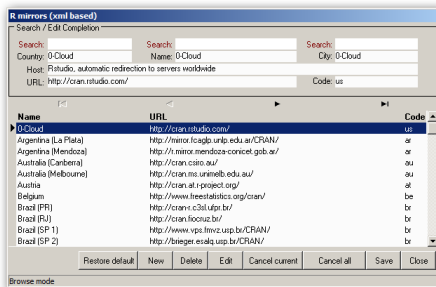 R mirrors (xml based)
Search / Edit Completion
Search: Search: Search:
Country: 0-Cloud Name: 0-Cloud City: 0-Cloud
Host: Rstudio, automatic redirection to servers worldwide
URL: http://cran.rstudio.com/ Code: us
Name URL Code
0-Cloud http://cran.rstudio.com/ us
Argentina (La Plata) http://mirror.fcaglp.unlp.edu.ar/CRAN/ ar
Argentina (Mendoza) http://r.mirror.mendoza-conicet.gob.ar/ ar
Australia (Canberra) http://cran.csiro.au/ au
Australia (Melbourne) http://cran.ms.unimelb.edu.au/ au
Austria http://cran.at.r-project.org/ at
Belgium http://www.freestatistics.org/cran/ be
Brazil (PR) http://cran-r.c3sl.ufpr.br/ br
Brazil (RJ) http://cran.fiocruz.br/ br
Brazil (SP 1) http://www.vps.fmvz.usp.br/CRAN/ br
Brazil (SP 2) http://brieger.esalq.usp.br/CRAN/ br
Restore default New Delete Edit Cancel current Cancel all Save Close
Browse mode